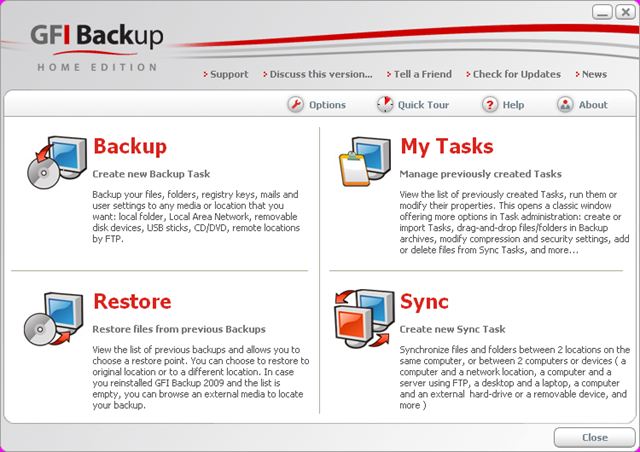 GFI Backup
HOME EDITION
Support
Discuss this version...
Tell a Friend
Check for Updates
News
Options
Quick Tour
Help
About
Backup
Create new Backup Task
Backup your files, folders, registry keys, mails and
user settings to any media or location that you
want: local folder, Local Area Network, removable
disk devices, USB sticks, CD/DVD, remote locations
by FTP.
My Tasks
Manage previously created Tasks
View the list of previously created Tasks, run them or
modify their properties. This opens a classic window
offering more options in Task administration: create or
import Tasks, drag-and-drop files/folders in Backup
archives, modify compression and security settings, add
or delete files from Sync Tasks, and more...
Restore
Restore files from previous Backups
View the list of previous backups and allows you to
choose a restore point. You can choose to restore to
original location or to a different location. In case
you reinstalled GFI Backup 2009 and the list is
empty, you can browse an external media to locate
your backup.
Sync
Create new Sync Task
Synchronize files and folders between 2 locations on
the same computer, or between 2 computers or devices ( a
computer and a network location, a computer and a
server using FTP, a desktop and a laptop, a computer
and an external hard-drive or a removable device, and
more )
Close